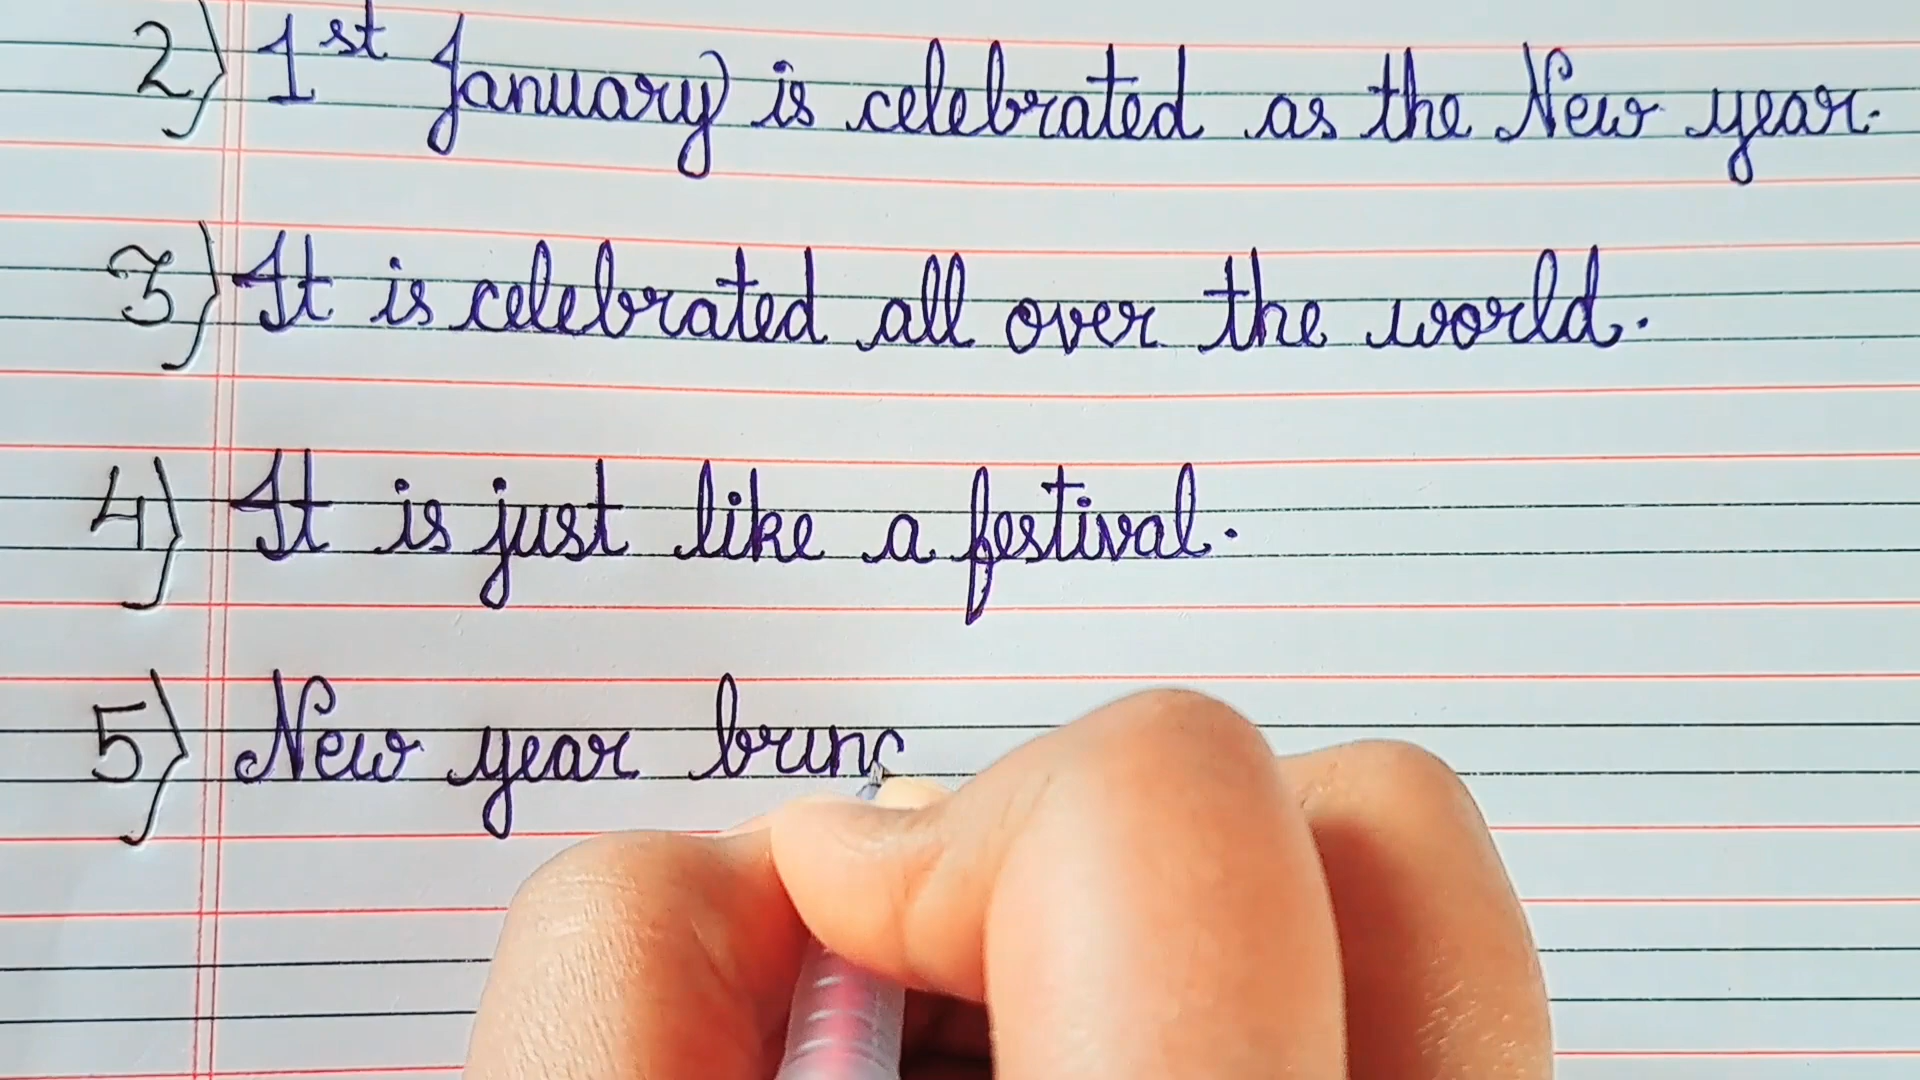 2) 1st January is celebrated as the New year.
3) It is celebrated all over the world.
4) It is just like a festival.
5) New year